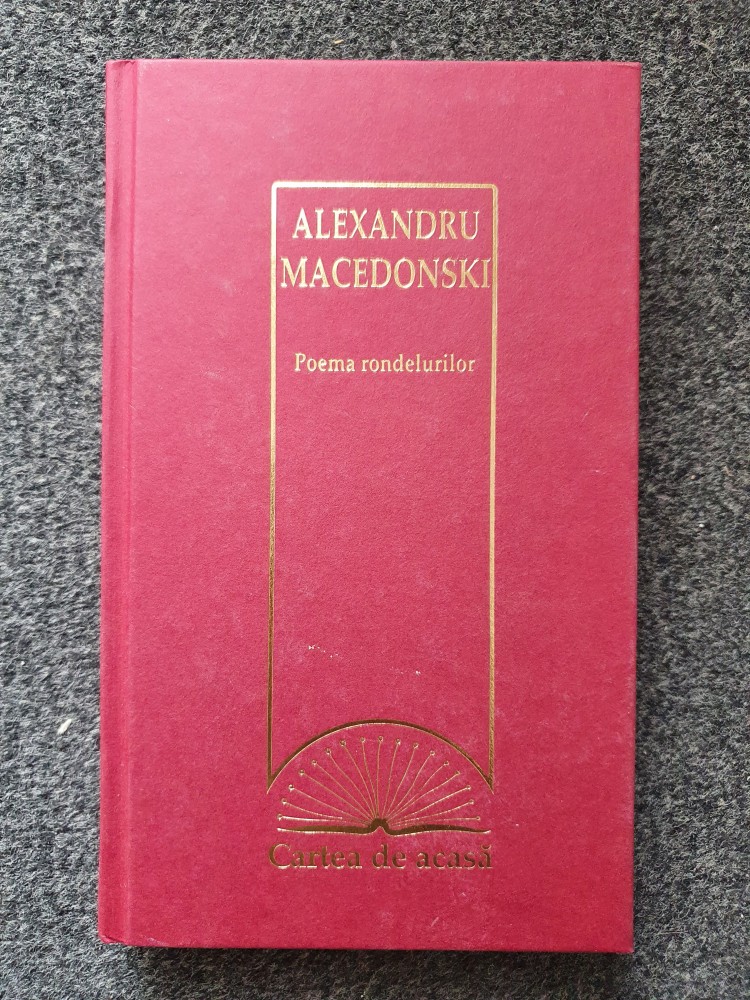 ALEXANDRU
MACEDONSKI
Poema rondelurilor
Cartea de acasă